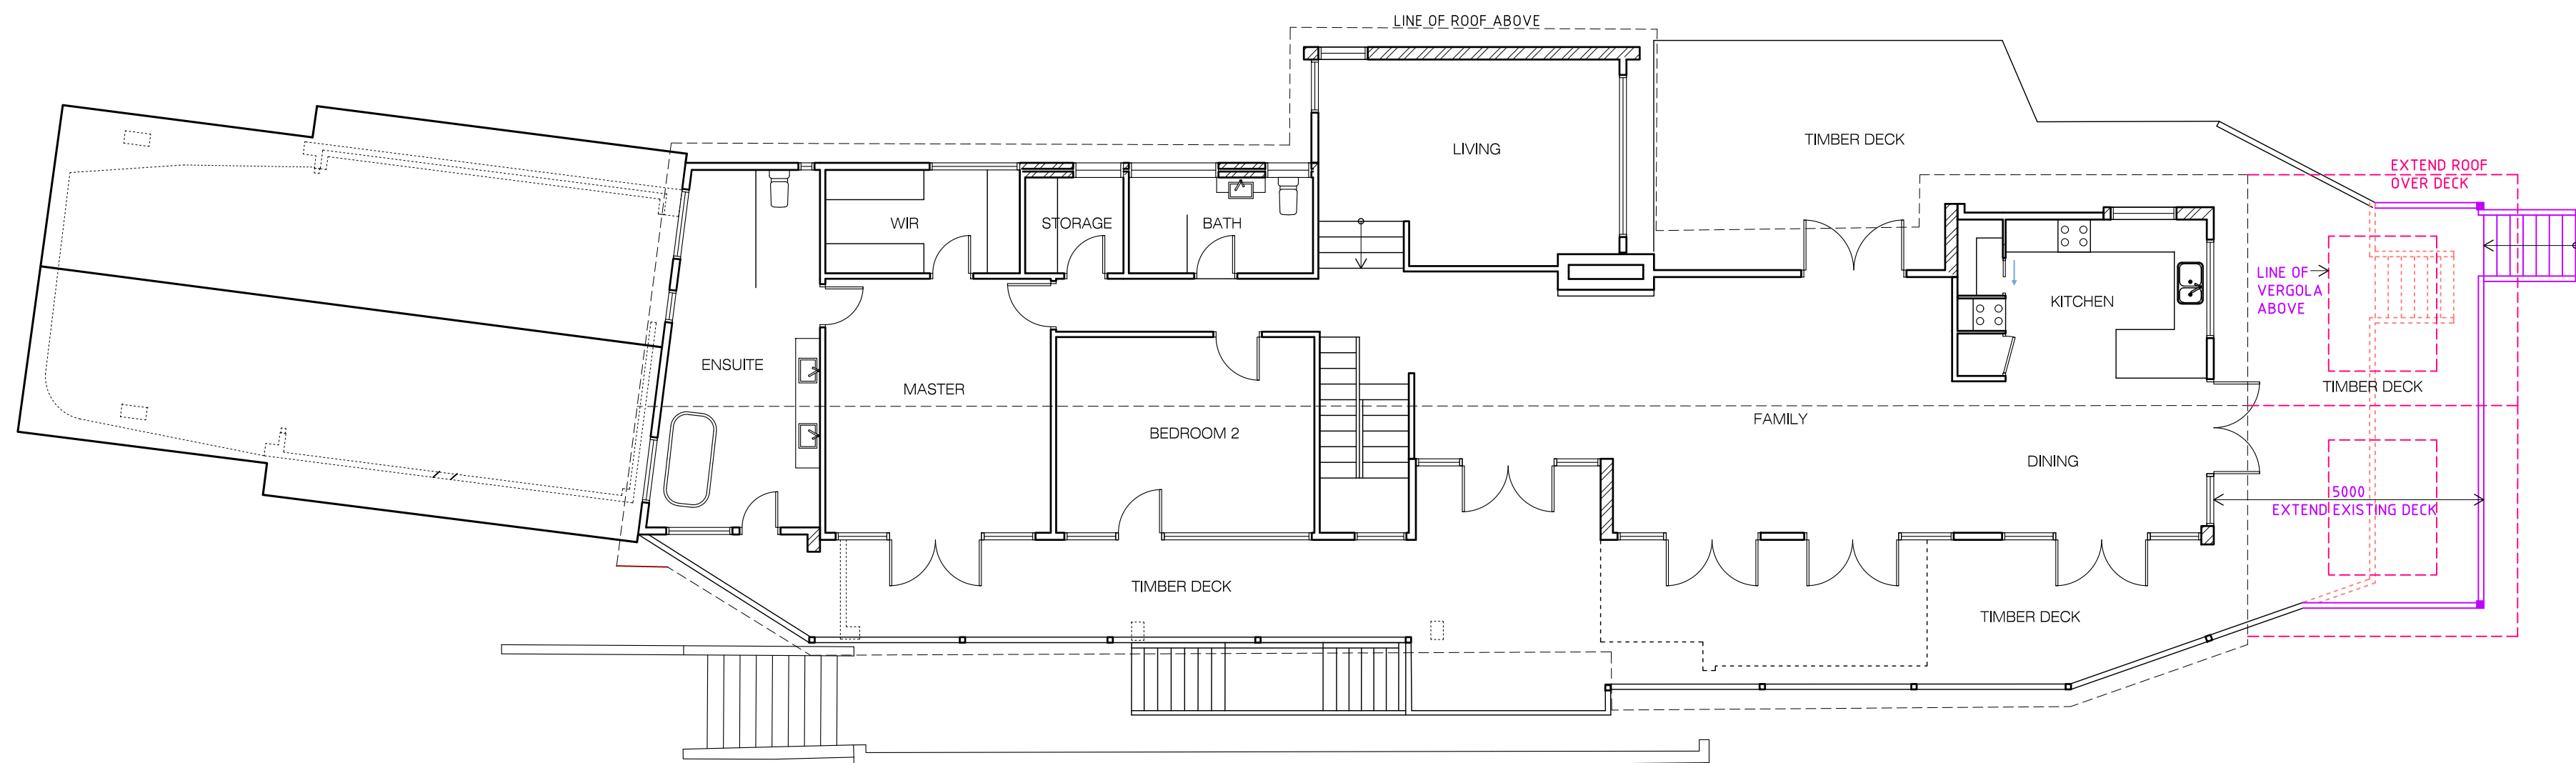 LINE OF ROOF ABOVE
LIVING
TIMBER DECK
EXTEND ROOF
OVER DECK
WIR
STORAGE
BATH
LINE OF
VERGOLA
ABOVE
KITCHEN
ENSUITE
MASTER
TIMBER DECK
FAMILY
BEDROOM 2
DINING
5000
EXTEND EXISTING DECK
TIMBER DECK
TIMBER DECK